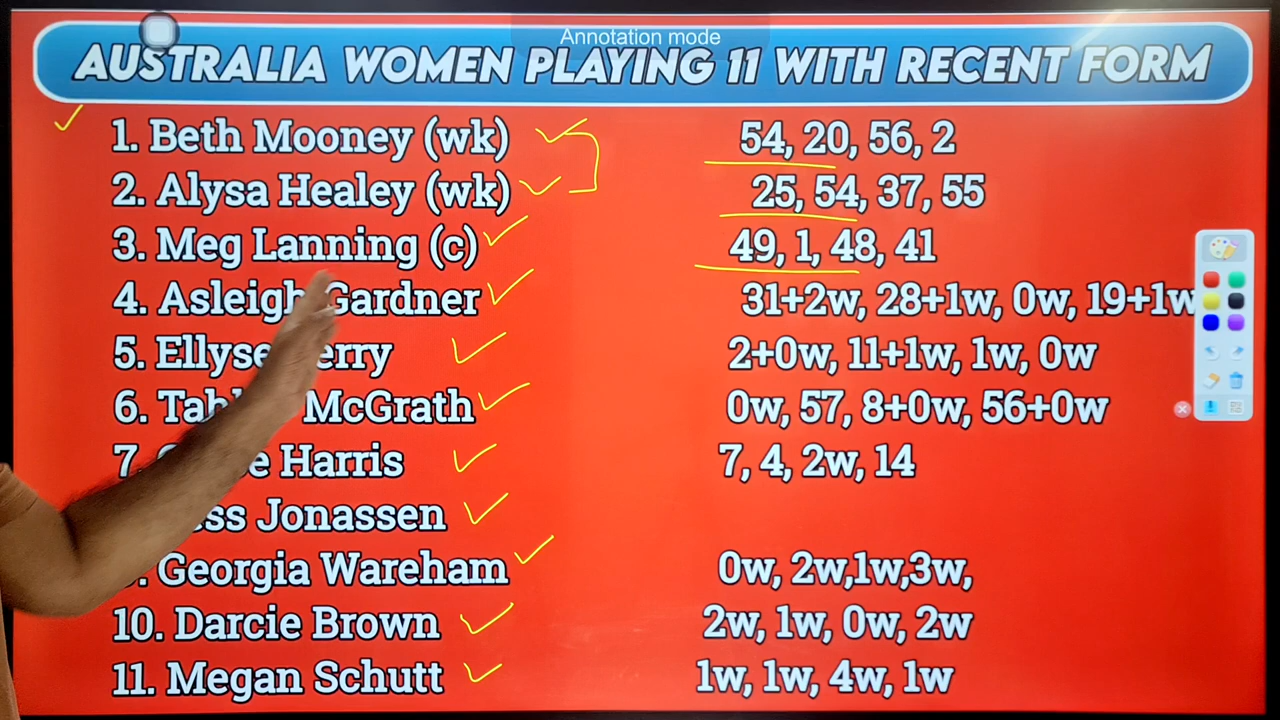 Annotation mode
AUSTRALIA WOMEN PLAYING 11 WITH RECENT FORM
1. Beth Mooney (wk) 54, 20, 56, 2
2. Alysa Healey (wk) 25, 54, 37, 55
3. Meg Lanning (c) 49, 1, 48, 41
4. Asleigh Gardner 31+2w, 28+1w, 0w, 19+1w
5. Ellyse erry 2+0w, 11+1w, 1w, 0w
6. Tah McGrath 0w, 57, 8+0w, 56+0w
7. Harris 7, 4, 2w, 14
ss Jonassen
Georgia Wareham 0w, 2w,1w,3w,
10. Darcie Brown 2w, 1w, 0w, 2w
11. Megan Schutt 1w, 1w, 4w, 1w